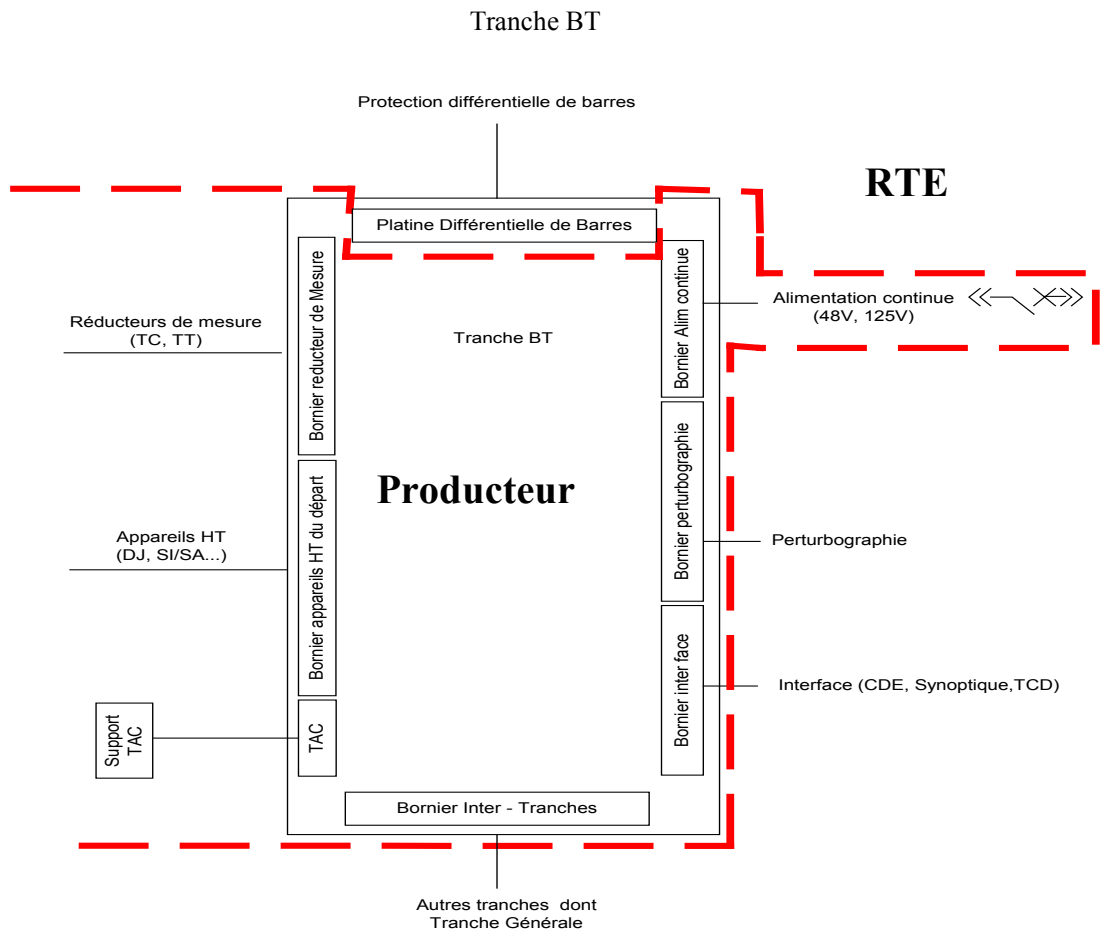 Tranche BT
Protection différentielle de barres
RTE
Platine Différentielle de Barres
Bornier reducteur de Mesure
Bornier Alim continue
Alimentation continue
(48V, 125V)
Réducteurs de mesure
(TC, TT)
Tranche BT
Producteur
Bornier appareils HT du départ
Bornier perturbographie
Appareils HT
(DJ, SI/SA...)
Perturbographie
Bornier inter face
Interface (CDE, Synoptique,TCD)
Support
TAC
TAC
Bornier Inter - Tranches
Autres tranches dont
Tranche Générale